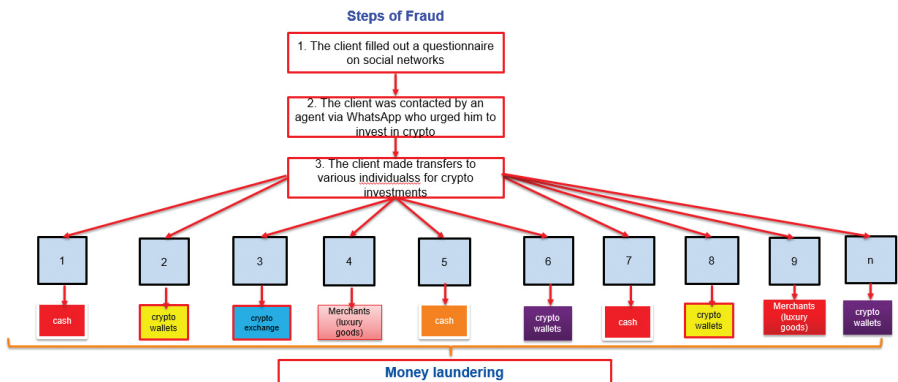 Steps of Fraud
1. The client filled out a questionnaire
on social networks
2. The client was contacted by an
agent via WhatsApp who urged him to
invest in crypto
3. The client made transfers to
various individualss for crypto
investments
1
2
3
4
5
6
7
8
9
n
cash
crypto
wallets
crypto
exchange
Merchants
(luxury
goods)
cash
crypto
wallets
cash
crypto
wallets
Merchants
(luxury
goods)
crypto
wallets
Money laundering